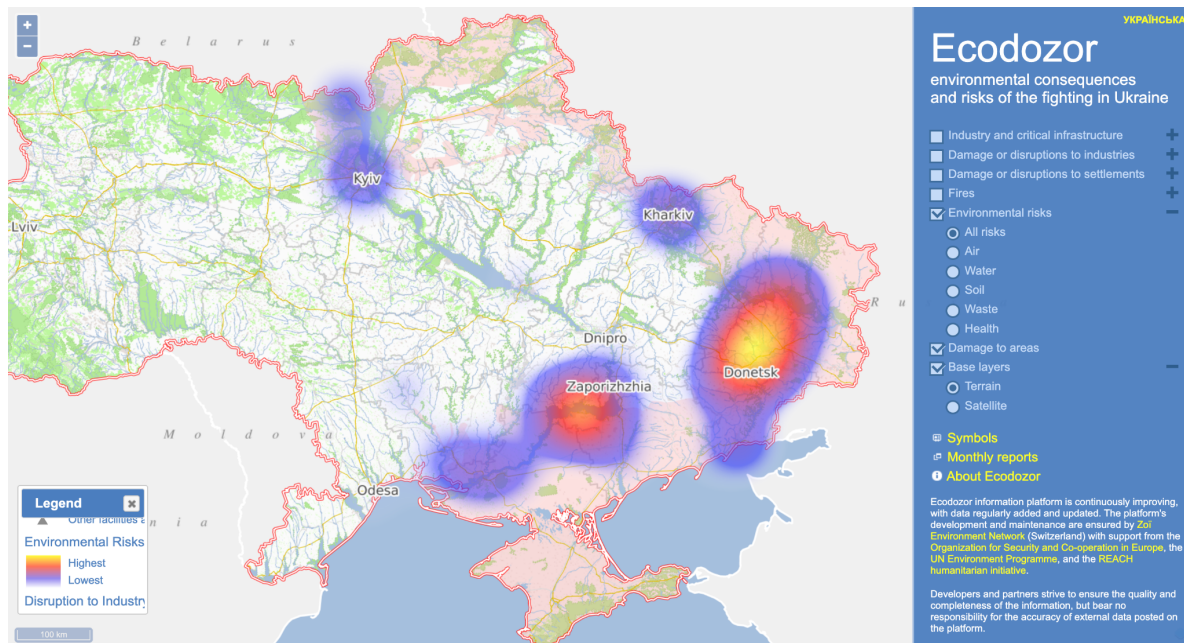 +
−
B e l a r u s
Kyiv
Lviv
Kharkiv
R u
Dnipro
Donetsk
Zaporizhzhia
M o l d o v a
Odesa
n i a
Legend
Other facilities
Environmental Risks
Highest
Lowest
Disruption to Industry
100 km
УКРАЇНСЬКА
Ecodozor
environmental consequences
and risks of the fighting in Ukraine
Industry and critical infrastructure +
Damage or disruptions to industries +
Damage or disruptions to settlements +
Fires +
Environmental risks −
All risks
Air
Water
Soil
Waste
Health
Damage to areas
Base layers −
Terrain
Satellite
Symbols
Monthly reports
About Ecodozor
Ecodozor information platform is continuously improving,
with data regularly added and updated. The platform's
development and maintenance are ensured by Zoï
Environment Network (Switzerland) with support from the
Organization for Security and Co-operation in Europe, the
UN Environment Programme, and the REACH
humanitarian initiative.
Developers and partners strive to ensure the quality and
completeness of the information, but bear no
responsibility for the accuracy of external data posted on
the platform.